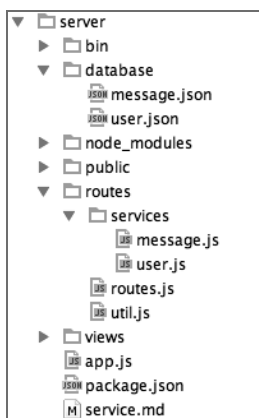 server
bin
database
JSON message.json
JSON user.json
node_modules
public
routes
services
JS message.js
JS user.js
JS routes.js
JS util.js
views
JS app.js
JSON package.json
M service.md